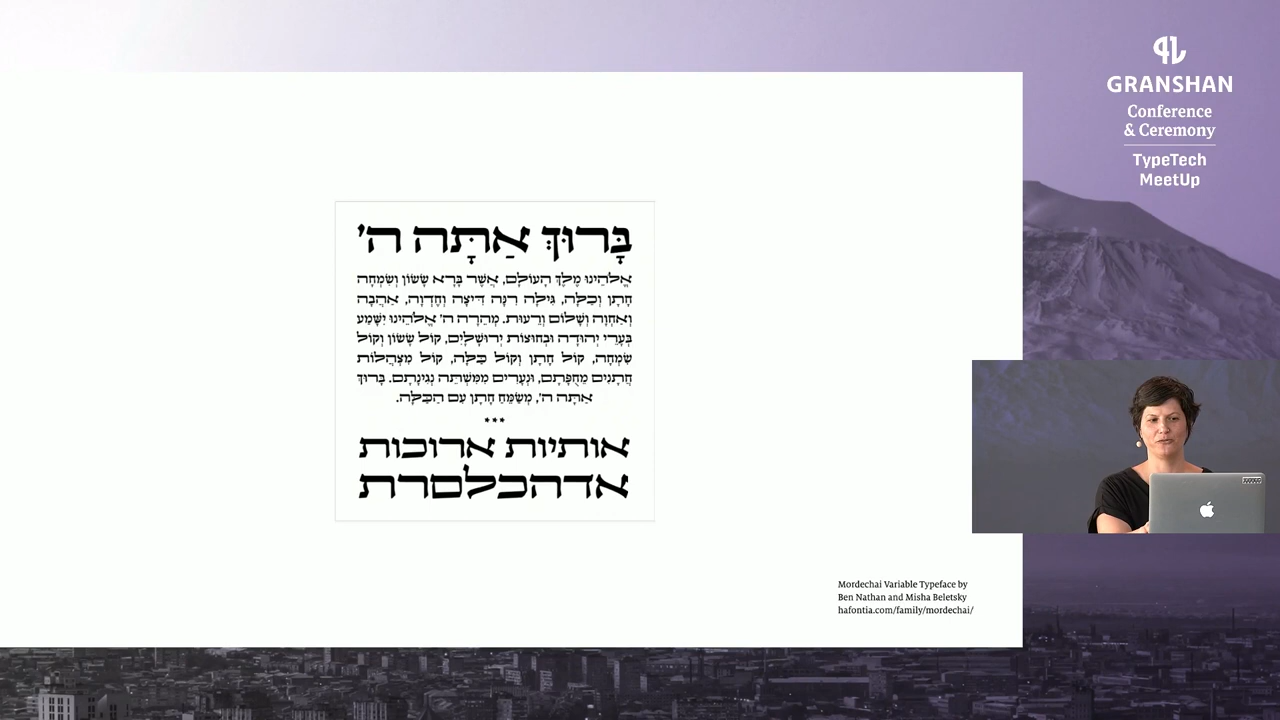 בָּרוּךְ אַתָּה ה'
אֱלֹהֵינוּ מֶלֶךְ הָעוֹלָם, אֲשֶׁר בָּרָא שָׂשׂוֹן וְשִׂמְחָה
חָתָן וְכַלָּה, גִּילָה רִנָּה דִּיצָה וְחֶדְוָה, אַהֲבָה
וְאַחְוָה וְשָׁלוֹם וְרֵעוּת. מְהֵרָה ה' אֱלֹהֵינוּ יִשָּׁמַע
בְּעָרֵי יְהוּדָה וּבְחוּצוֹת יְרוּשָׁלָיִם, קוֹל שָׂשׂוֹן וְקוֹל
שִׂמְחָה, קוֹל חָתָן וְקוֹל כַּלָּה, קוֹל מִצְהֲלוֹת
חֲתָנִים מֵחֻפָּתָם, וּנְעָרִים מִמִּשְׁתֵּה נְגִינָתָם. בָּרוּךְ
אַתָּה ה', מְשַׂמֵּחַ חָתָן עִם הַכַּלָּה.
***
אותיות ארוכות
אדהכלסרת
Mordechai Variable Typeface by
Ben Nathan and Misha Beletsky
hafontia.com/family/mordechai/
GRANSHAN
Conference
& Ceremony
TypeTech
MeetUp